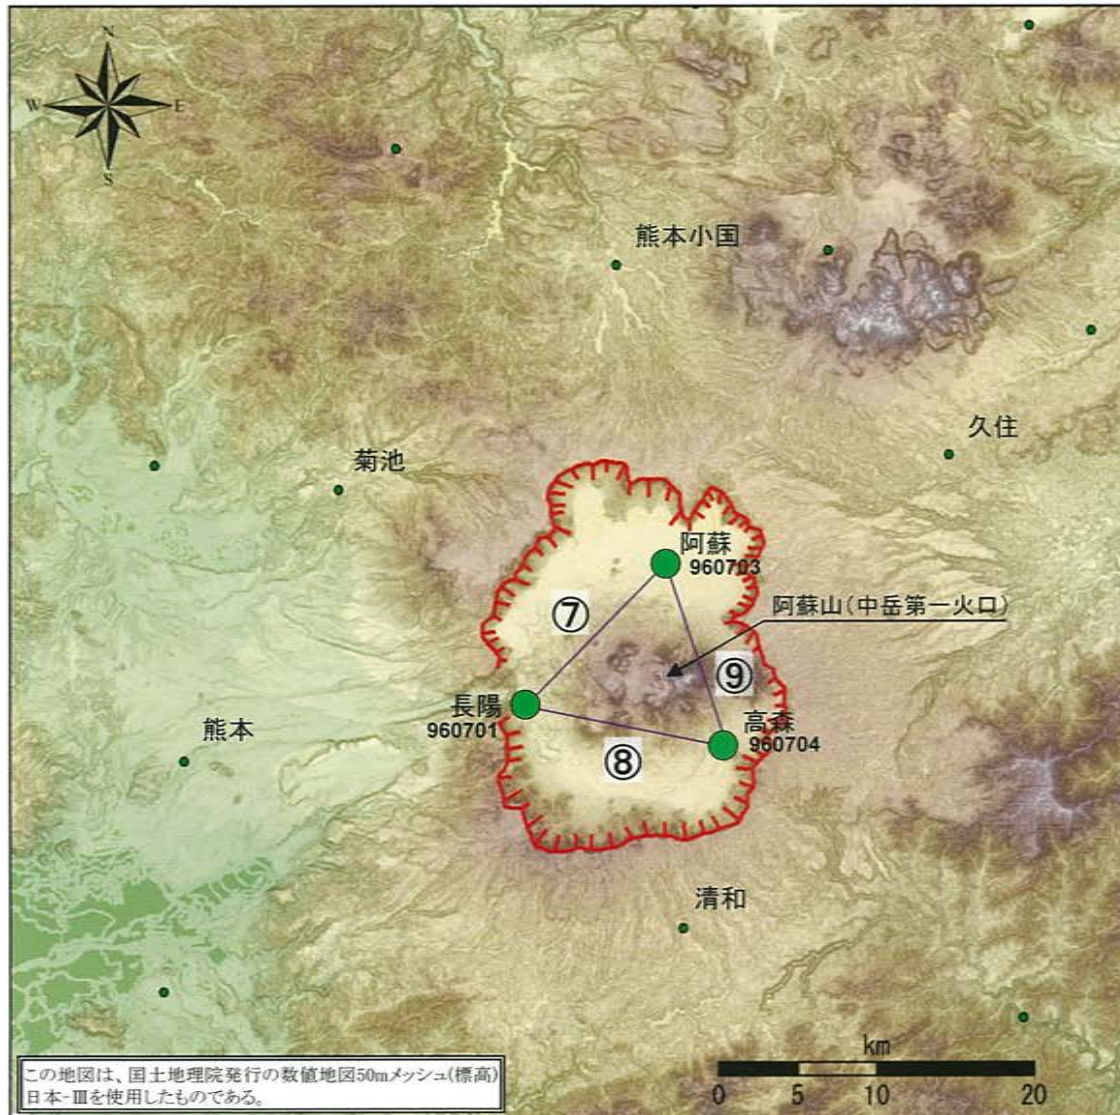 N
W E
S
熊本小国
久住
菊池
阿蘇
960703
阿蘇山(中岳第一火口)
⑦
⑨
長陽
960701
高森
960704
熊本
⑧
清和
km
0 5 10 20
この地図は、国土地理院発行の数値地図50mメッシュ(標高)
日本-Ⅲを使用したものである。